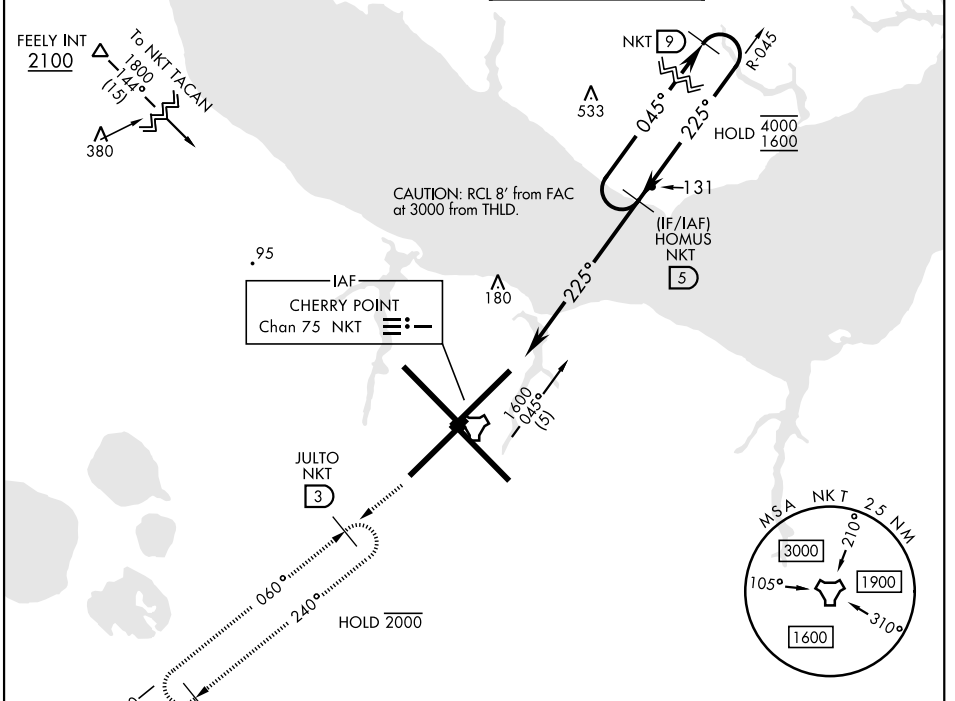 FEELY INT
2100
To NKT TACAN
1800
144°
(15)
380
NKT 9
R-045
533
045°
225°
HOLD 4000
1600
131
CAUTION: RCL 8' from FAC
at 3000 from THLD.
(IF/IAF)
HOMUS
NKT
5
.95
IAF
CHERRY POINT
Chan 75 NKT
180
225°
1600
045°
(5)
JULTO
NKT
3
060°
240°
HOLD 2000
MSA NKT 25 NM
210°
3000
105°
1900
310°
1600